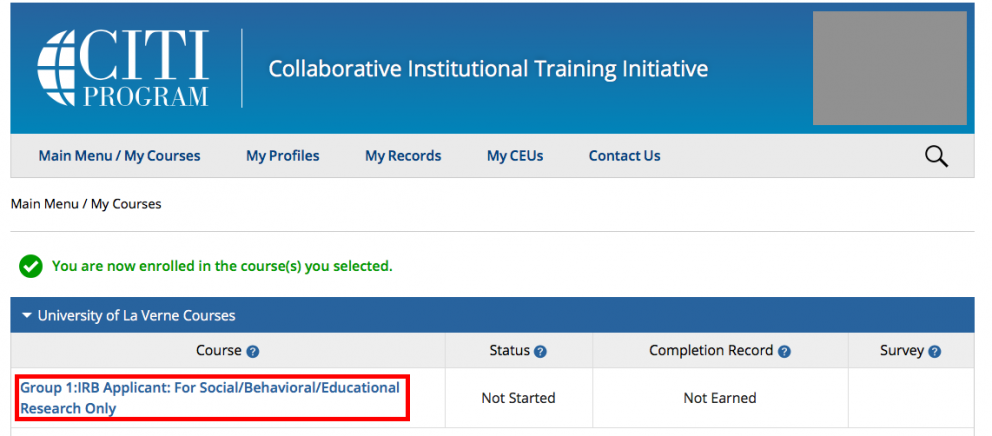 CITI
PROGRAM
Collaborative Institutional Training Initiative
Main Menu / My Courses My Profiles My Records My CEUs Contact Us
Main Menu / My Courses
You are now enrolled in the course(s) you selected.
University of La Verne Courses
Course ? Status ? Completion Record ? Survey ?
Group 1:IRB Applicant: For Social/Behavioral/Educational
Research Only
Not Started
Not Earned